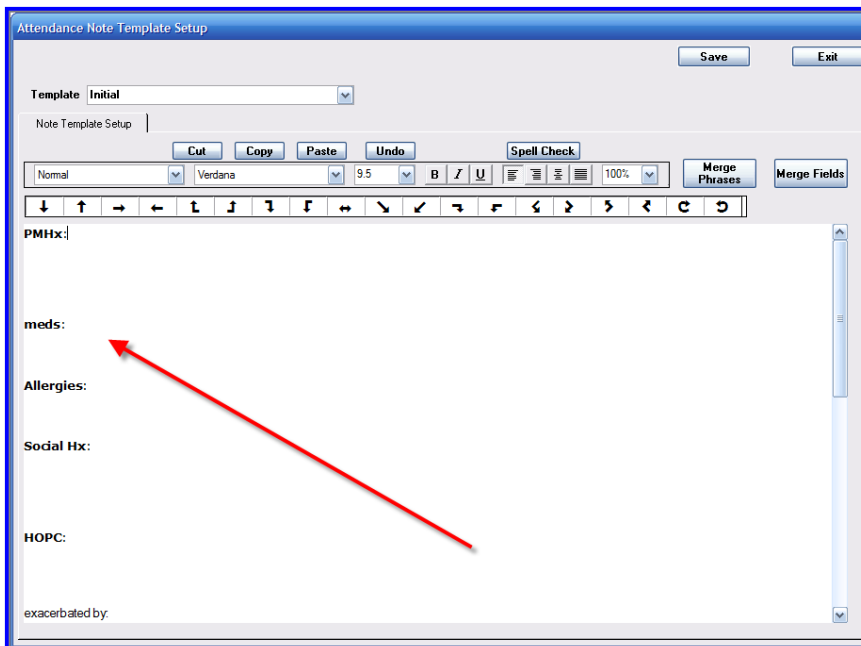 Attendance Note Template Setup
Save Exit
Template Initial
Note Template Setup
Cut Copy Paste Undo Spell Check
Normal Verdana 9.5 B I U 100% Merge Phrases Merge Fields
PMHx:
meds:
Allergies:
Social Hx:
HOPC:
exacerbated by: